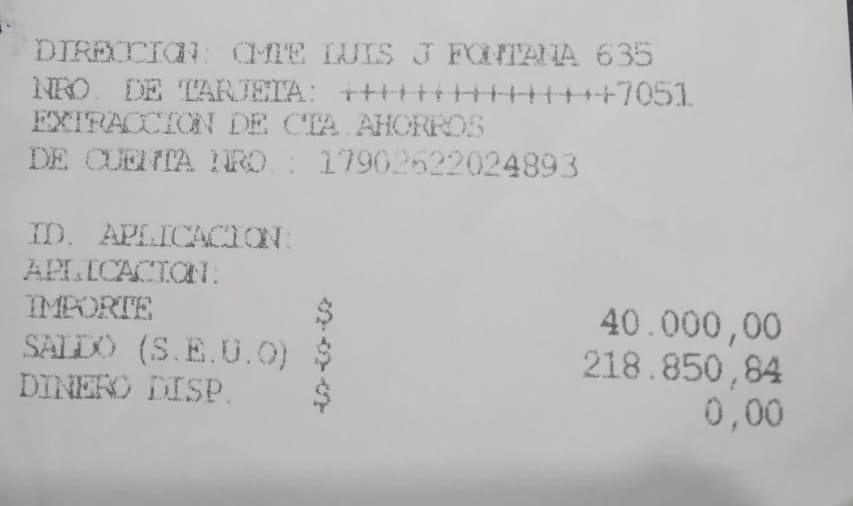 DIRECCION: CMTE LUIS J FONTANA 635
NRO. DE TARJETA: +++++++++++++++7051
EXTRACCION DE CTA.AHORROS
DE CUENTA NRO.: 17902622024893
ID. APLICACION:
APLICACION:
IMPORTE $ 40.000,00
SALDO (S.E.U.O) $ 218.850,84
DINERO DISP. $ 0,00